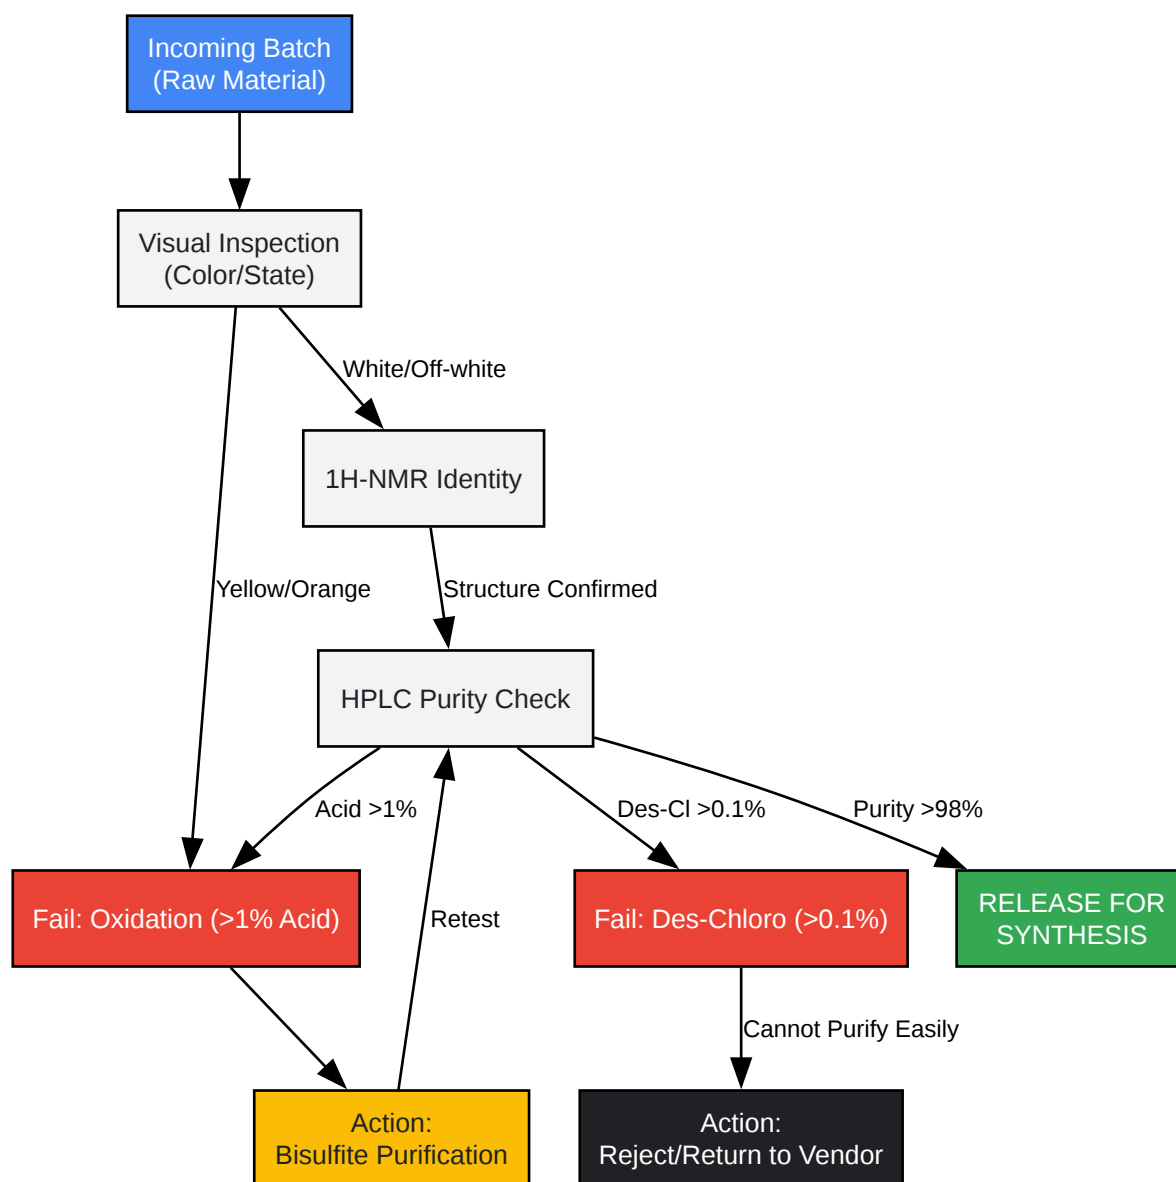 Incoming Batch
(Raw Material)
Visual Inspection
(Color/State)
White/Off-white
1H-NMR Identity
Yellow/Orange
Structure Confirmed
HPLC Purity Check
Acid >1%
Des-Cl >0.1%
Purity >98%
Fail: Oxidation (>1% Acid)
Retest
Fail: Des-Chloro (>0.1%)
RELEASE FOR
SYNTHESIS
Cannot Purify Easily
Action:
Bisulfite Purification
Action:
Reject/Return to Vendor